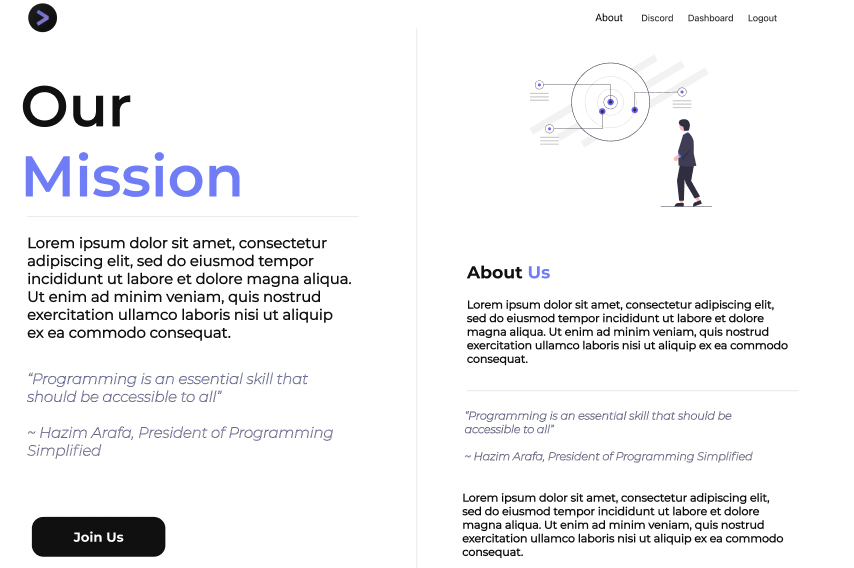 About Discord Dashboard Logout
Our
Mission
Lorem ipsum dolor sit amet, consectetur
adipiscing elit, sed do eiusmod tempor
incididunt ut labore et dolore magna aliqua.
Ut enim ad minim veniam, quis nostrud
exercitation ullamco laboris nisi ut aliquip
ex ea commodo consequat.
“Programming is an essential skill that
should be accessible to all”
~ Hazim Arafa, President of Programming
Simplified
Join Us
About Us
Lorem ipsum dolor sit amet, consectetur adipiscing elit,
sed do eiusmod tempor incididunt ut labore et dolore
magna aliqua. Ut enim ad minim veniam, quis nostrud
exercitation ullamco laboris nisi ut aliquip ex ea commodo
consequat.
“Programming is an essential skill that should be
accessible to all”
~ Hazim Arafa, President of Programming Simplified
Lorem ipsum dolor sit amet, consectetur adipiscing elit,
sed do eiusmod tempor incididunt ut labore et dolore
magna aliqua. Ut enim ad minim veniam, quis nostrud
exercitation ullamco laboris nisi ut aliquip ex ea commodo
consequat.